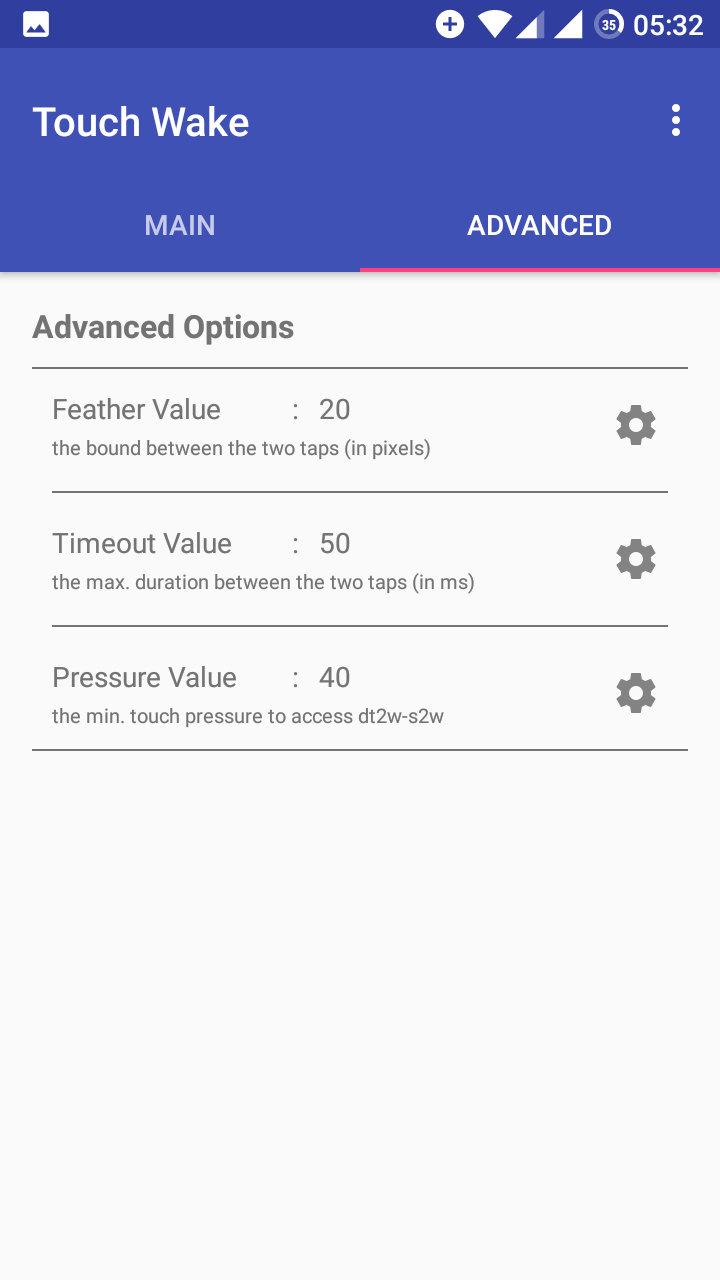 35 05:32
Touch Wake
MAIN ADVANCED
Advanced Options
Feather Value : 20
the bound between the two taps (in pixels)
Timeout Value : 50
the max. duration between the two taps (in ms)
Pressure Value : 40
the min. touch pressure to access dt2w-s2w